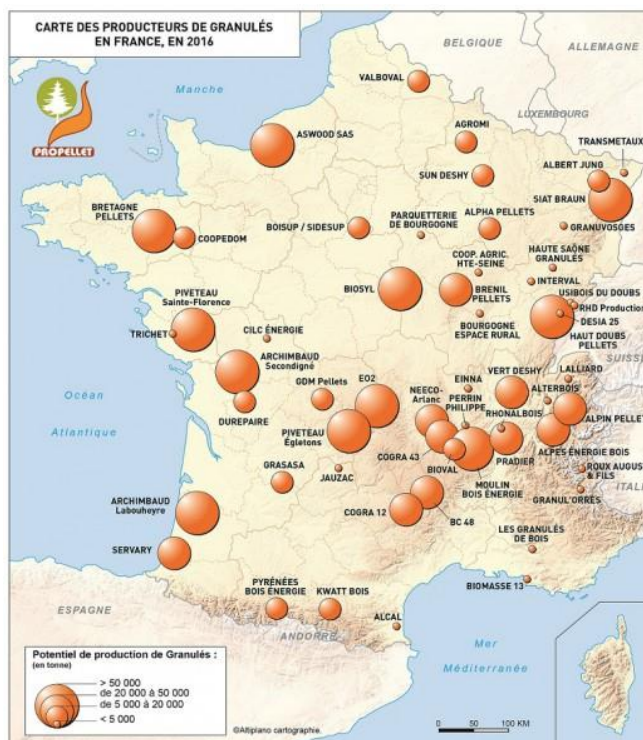 CARTE DES PRODUCTEURS DE GRANULÉS
EN FRANCE, EN 2016
BELGIQUE
ALLEMAGNE
VALBOVAL
Manche
LUXEMBOURG
PROPELLET
ASWOOD SAS
AGROMI
TRANSMETAUX
ALBERT JUNG
SUN DESHY
SIAT BRAUN
BRETAGNE
PELLETS
COOPEDOM
BOISUP / SIDESUP
PARQUETTERIE
DE BOURGOGNE
ALPHA PELLETS
GRANUVOSGES
COOP. AGRIC.
HTE-SEINE
HAUTE SAÔNE
GRANULÉS
INTERVAL
PIVETEAU
Sainte-Florence
BIOSYL
BRENIL
PELLETS
USIBOIS DU DOUBS
RHD Production
DESIA 25
TRICHET
CILC ÉNERGIE
BOURGOGNE
ESPACE RURAL
HAUT DOUBS
PELLETS
SUISSE
ARCHIMBAUD
Secondigné
GDM Pellets
EO2
NEECO-
Arlanc
EINNA
PERRIN
PHILIPPE
VERT DESHY
LALLIARD
ALTERBOIS
RHONALBOIS
ALPIN PELLET
Océan
Atlantique
DUREPAIRE
PIVETEAU
Égletons
COGRA 43
BIOVAL
PRADIER
ALPES ÉNERGIE BOIS
GRASASA
JAUZAC
MOULIN
BOIS ÉNERGIE
ROUX AUGUS
& FILS
ITALI
GRANUL'ORRES
ARCHIMBAUD
Labouheyre
COGRA 12
BC 48
SERVARY
LES GRANULÉS
DE BOIS
PYRÉNÉES
BOIS ÉNERGIE
KWATT BOIS
BIOMASSE 13
ESPAGNE
ALCAL
ANDORRE
Mer
Méditerranée
Potentiel de production de Granulés :
(en tonne)
> 50 000
de 20 000 à 50 000
de 5 000 à 20 000
< 5 000
©Altiplano cartographie.
0 50 100 KM